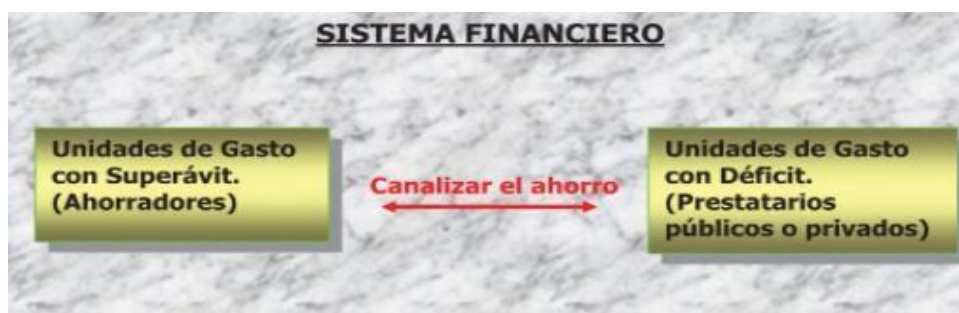 SISTEMA FINANCIERO
Unidades de Gasto
con Superávit.
(Ahorradores)
Canalizar el ahorro
Unidades de Gasto
con Déficit.
(Prestatarios
públicos o privados)